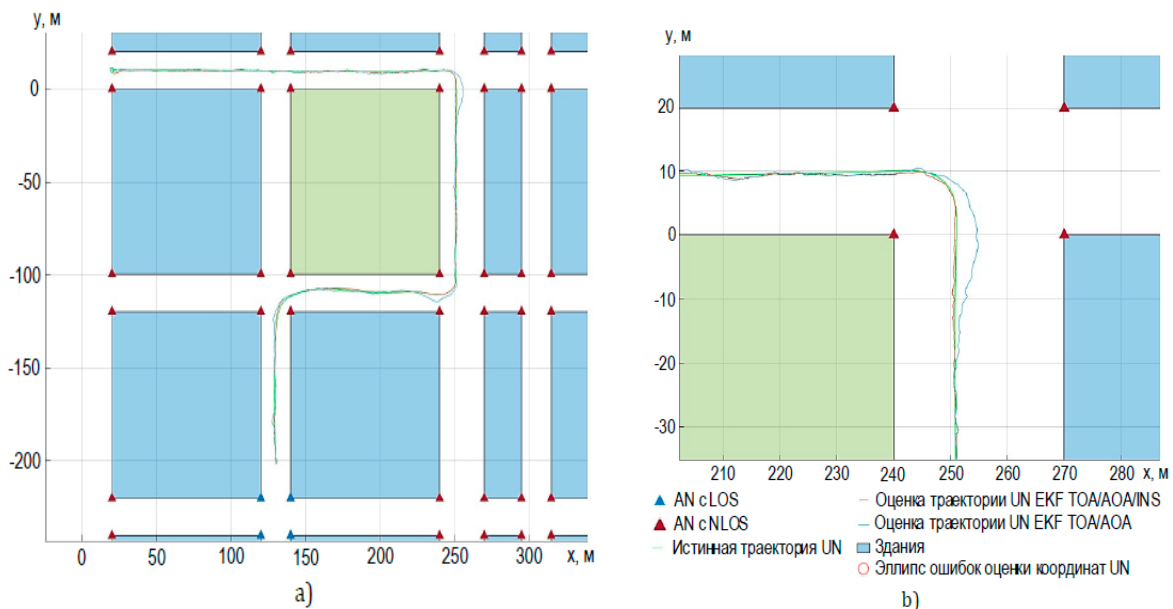 y, м
0
-50
-100
-150
-200
0 50 100 150 200 250 300 x, м
a)
y, м
20
10
0
-10
-20
-30
210 220 230 240 250 260 270 280 x, м
b)
AN с LOS
AN с NLOS
Истинная траектория UN
Оценка траектории UN EKF TOA/AOA/INS
Оценка траектории UN EKF TOA/AOA
Здания
Эллипс ошибок оценки координат UN